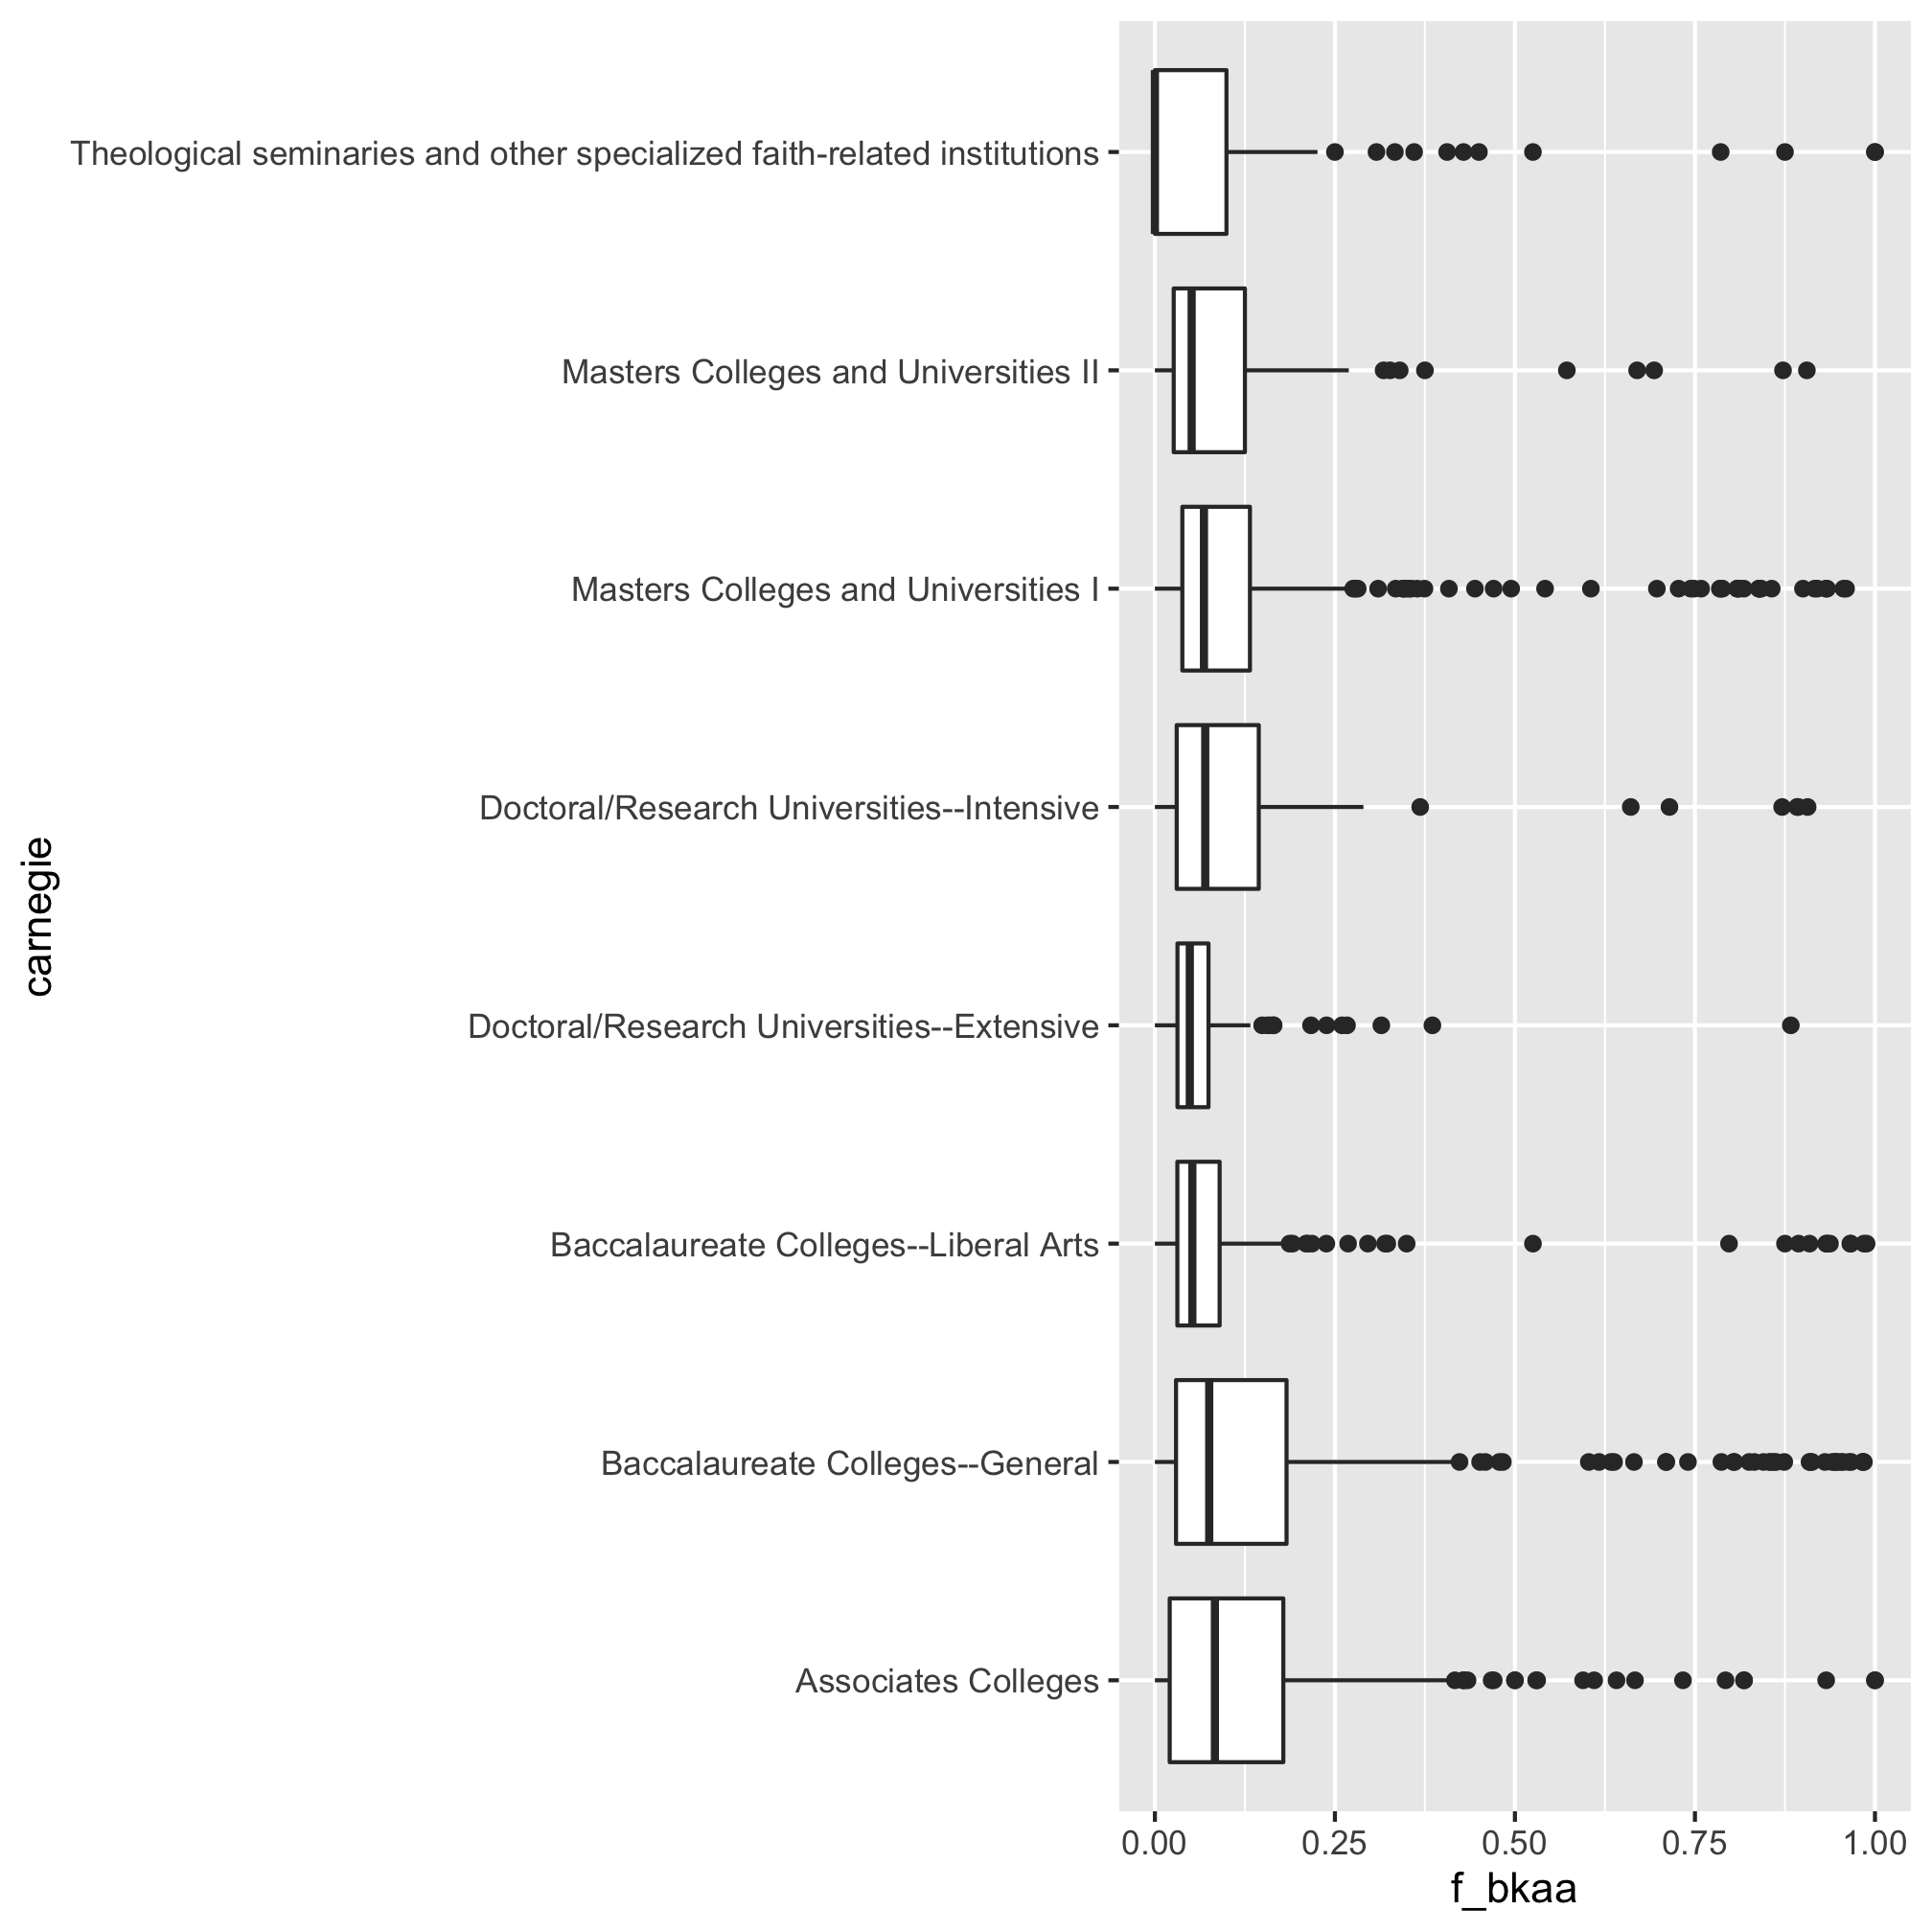 Theological seminaries and other specialized faith-related institutions
Masters Colleges and Universities II
Masters Colleges and Universities I
Doctoral/Research Universities--Intensive
Doctoral/Research Universities--Extensive
Baccalaureate Colleges--Liberal Arts
Baccalaureate Colleges--General
Associates Colleges
carnegie
0.00 0.25 0.50 0.75 1.00
f_bkaa